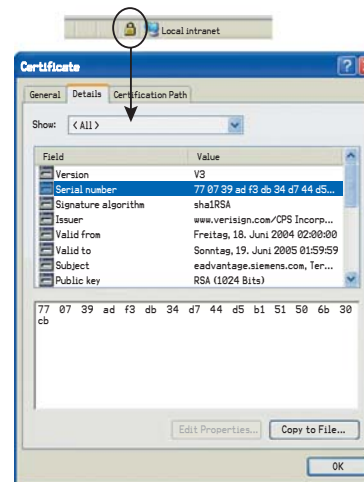 Local intranet
Certificate
General Details Certification Path
Show: <All>
Field Value
Version V3
Serial number 77 07 39 ad f3 db 34 d7 44 d5...
Signature algorithm sha1RSA
Issuer www.verisign.com/CPS Incorp...
Valid from Freitag, 18. Juni 2004 02:00:00
Valid to Sonntag, 19. Juni 2005 01:59:59
Subject eadvantage.siemens.com, Ter...
Public key RSA (1024 Bits)
77 07 39 ad f3 db 34 d7 44 d5 b1 51 50 6b 30
cb
Edit Properties... Copy to File...
OK